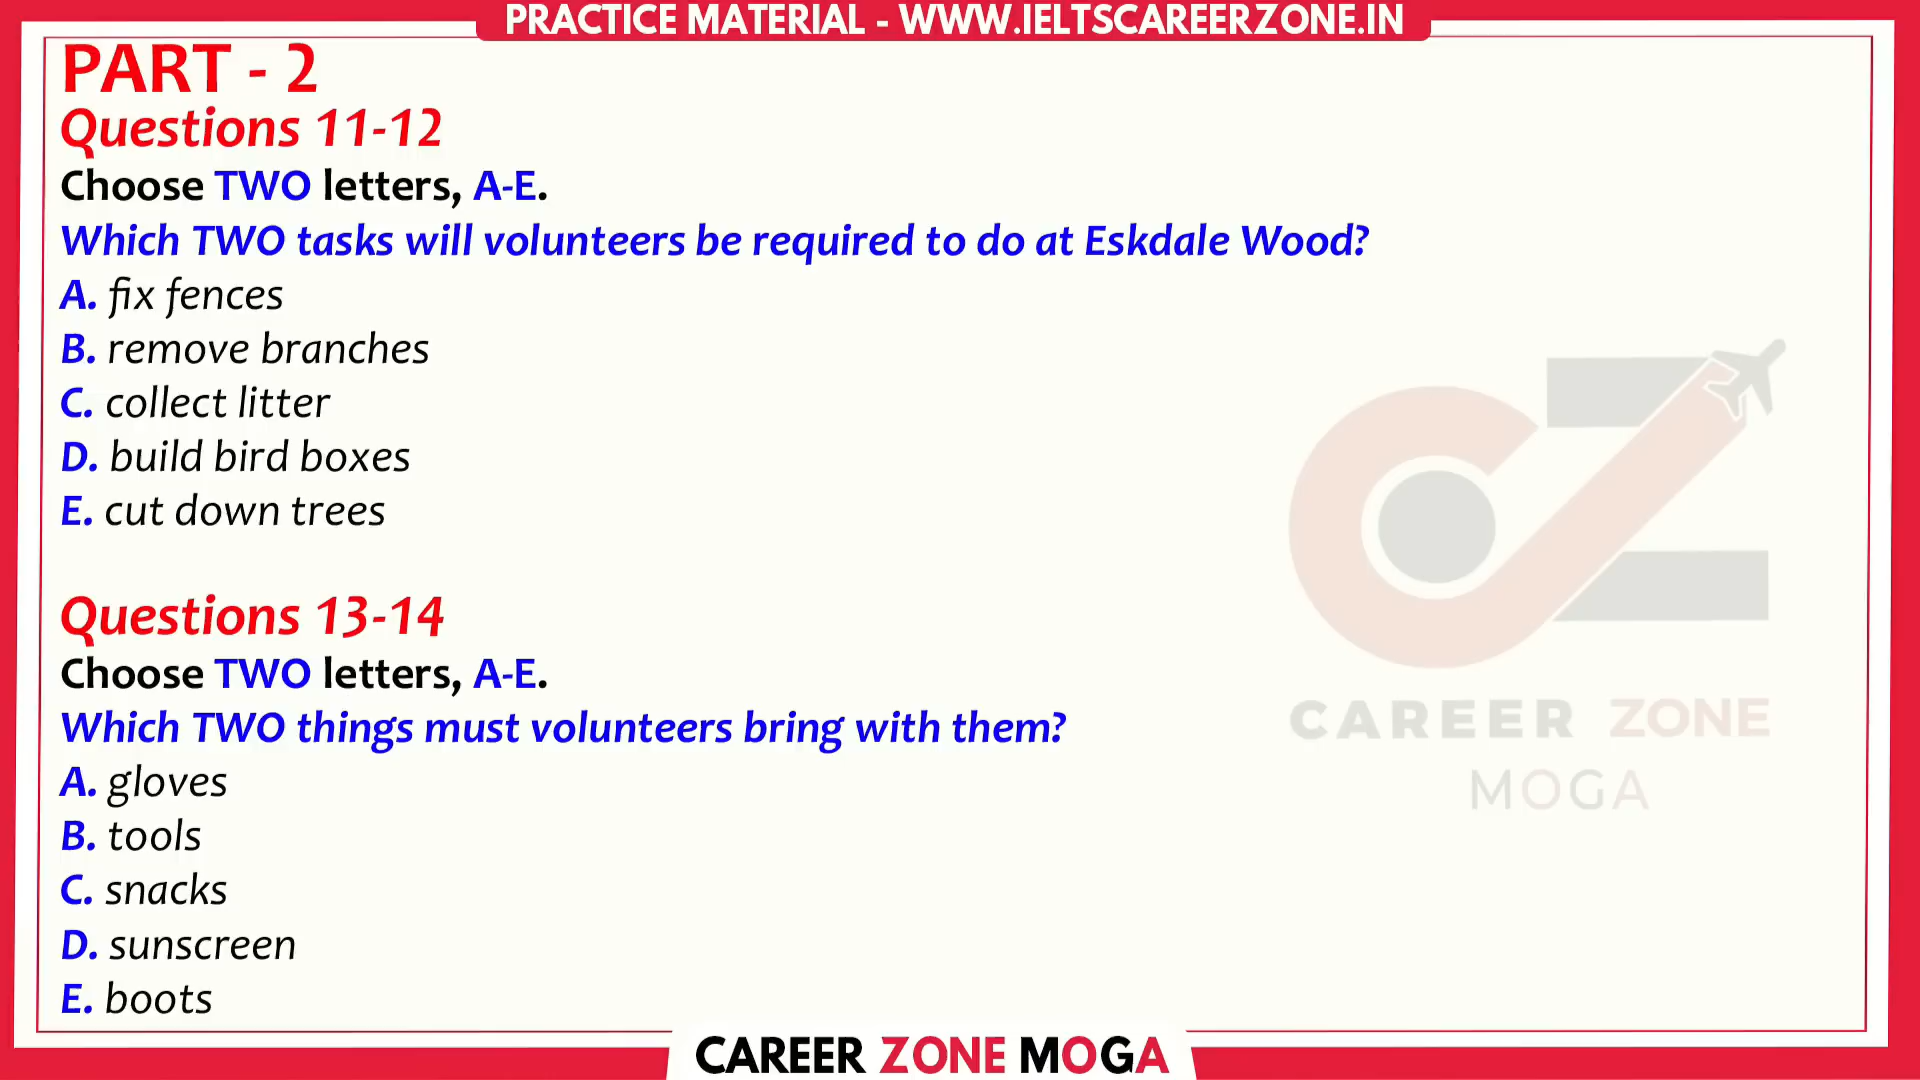 PRACTICE MATERIAL - WWW.IELTSCAREERZONE.IN
PART - 2
Questions 11-12
Choose TWO letters, A-E.
Which TWO tasks will volunteers be required to do at Eskdale Wood?
A. fix fences
B. remove branches
C. collect litter
D. build bird boxes
E. cut down trees
Questions 13-14
Choose TWO letters, A-E.
Which TWO things must volunteers bring with them?
A. gloves
B. tools
C. snacks
D. sunscreen
E. boots
CZ
CAREER ZONE
MOGA
CAREER ZONE MOGA